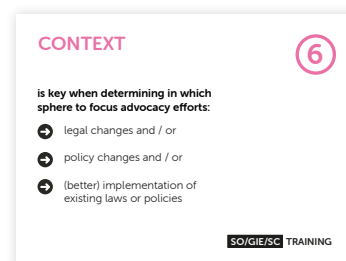 CONTEXT
6
is key when determining in which
sphere to focus advocacy efforts:
legal changes and / or
policy changes and / or
(better) implementation of
existing laws or policies
SO/GIE/SC TRAINING